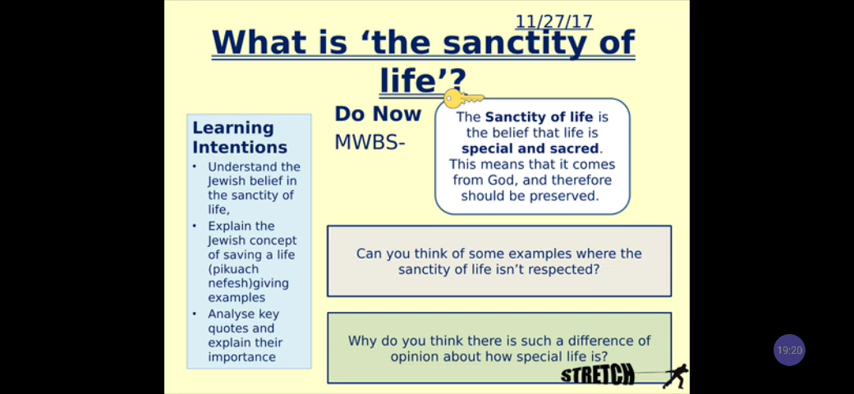 11/27/17
What is ‘the sanctity of
life’?
Do Now
MWBS-
The Sanctity of life is
the belief that life is
special and sacred.
This means that it comes
from God, and therefore
should be preserved.
Learning
Intentions
• Understand the
Jewish belief in
the sanctity of
life,
• Explain the
Jewish concept
of saving a life
(pikuach
nefesh)giving
examples
• Analyse key
quotes and
explain their
importance
Can you think of some examples where the
sanctity of life isn’t respected?
Why do you think there is such a difference of
opinion about how special life is?
STRETCH
19:20